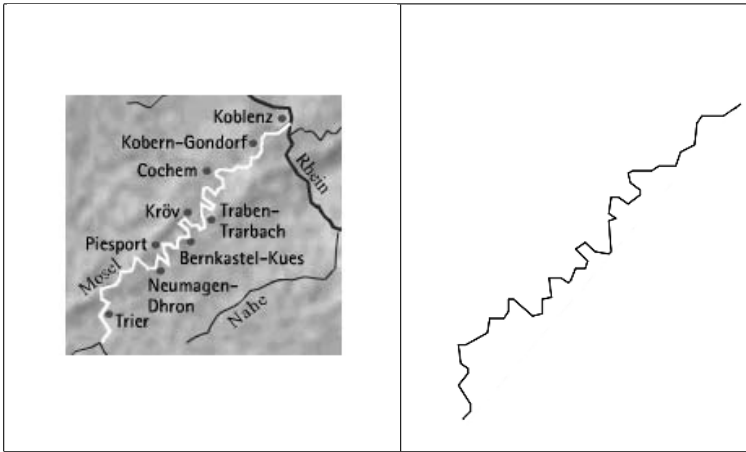 Koblenz
Kobern-Gondorf
Rhein
Cochem
Kröv
Traben-
Trarbach
Piesport
Bernkastel-Kues
Mosel
Neumagen-
Dhron
Nahe
Trier